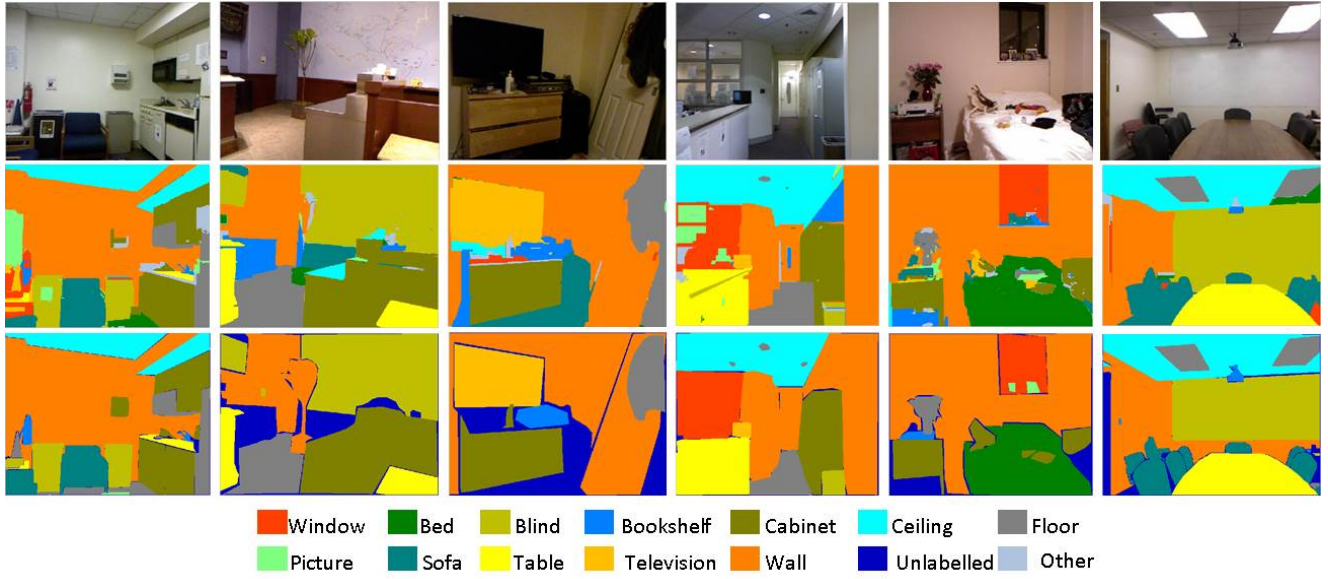 Window Bed Blind Bookshelf Cabinet Ceiling Floor
Picture Sofa Table Television Wall Unlabelled Other